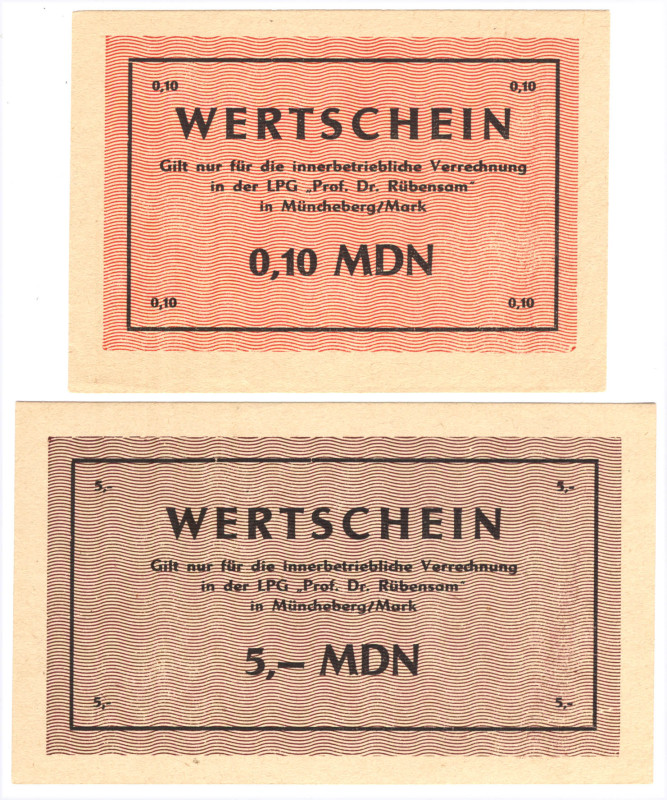 0,10 0,10
WERTSCHEIN
Gilt nur für die innerbetriebliche Verrechnung
in der LPG „Prof. Dr. Rübensam"
in Müncheberg/Mark
0,10 MDN
0,10 0,10
5,- 5,-
WERTSCHEIN
Gilt nur für die innerbetriebliche Verrechnung
in der LPG „Prof. Dr. Rübensam"
in Müncheberg/Mark
5,— MDN
5,- 5,-